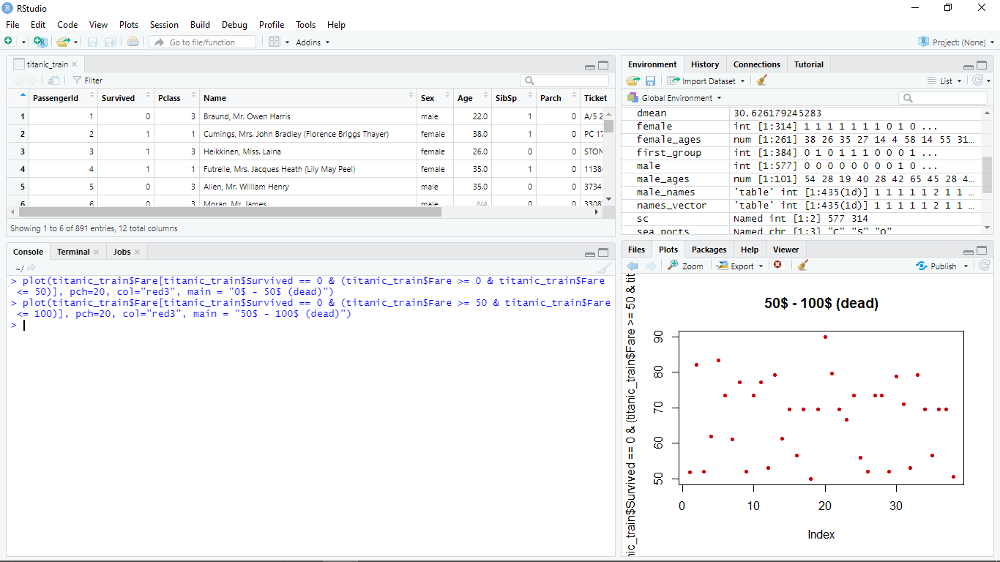 RStudio
File Edit Code View Plots Session Build Debug Profile Tools Help
Go to file/function Addins Project: (None)
titanic_train
Filter
PassengerId Survived Pclass Name Sex Age SibSp Parch Ticket
1 1 0 3 Braund, Mr. Owen Harris male 22.0 1 0 A/5 2
2 2 1 1 Cumings, Mrs. John Bradley (Florence Briggs Thayer) female 38.0 1 0 PC 17
3 3 1 3 Heikkinen, Miss. Laina female 26.0 0 0 STON
4 4 1 1 Futrelle, Mrs. Jacques Heath (Lily May Peel) female 35.0 1 0 1138
5 5 0 3 Allen, Mr. William Henry male 35.0 0 0 3734
6 6 0 3 Moran, Mr. James male NA 0 0 3308
Showing 1 to 6 of 891 entries, 12 total columns
Console Terminal Jobs
~/
> plot(titanic_train$Fare[titanic_train$Survived == 0 & (titanic_train$Fare >= 0 & titanic_train$Fare
<= 50)], pch=20, col="red3", main = "0$ - 50$ (dead)")
> plot(titanic_train$Fare[titanic_train$Survived == 0 & (titanic_train$Fare >= 50 & titanic_train$Fare
<= 100)], pch=20, col="red3", main = "50$ - 100$ (dead)")
>
Environment History Connections Tutorial
Import Dataset List
Global Environment
dmean 30.626179245283
female int [1:314] 1 1 1 1 1 1 1 0 1 0 ...
female_ages num [1:261] 38 26 35 27 14 4 58 14 55 31...
first_group int [1:384] 0 1 0 1 1 1 0 0 0 1 ...
male int [1:577] 0 0 0 0 0 0 0 0 1 0 ...
male_ages num [1:101] 54 28 19 40 28 42 65 45 28 4...
male_names 'table' int [1:435(1d)] 1 1 1 1 1 2 1 1 ...
names_vector 'table' int [1:435(1d)] 1 1 1 1 1 2 1 1 ...
sc Named int [1:2] 577 314
sea_ports Named chr [1:3] "C" "S" "Q"
Files Plots Packages Help Viewer
Zoom Export Publish
50$ - 100$ (dead)
nic_train$Survived == 0 & (titanic_train$Fare >= 50 & tit
90
80
70
60
50
0 10 20 30
Index